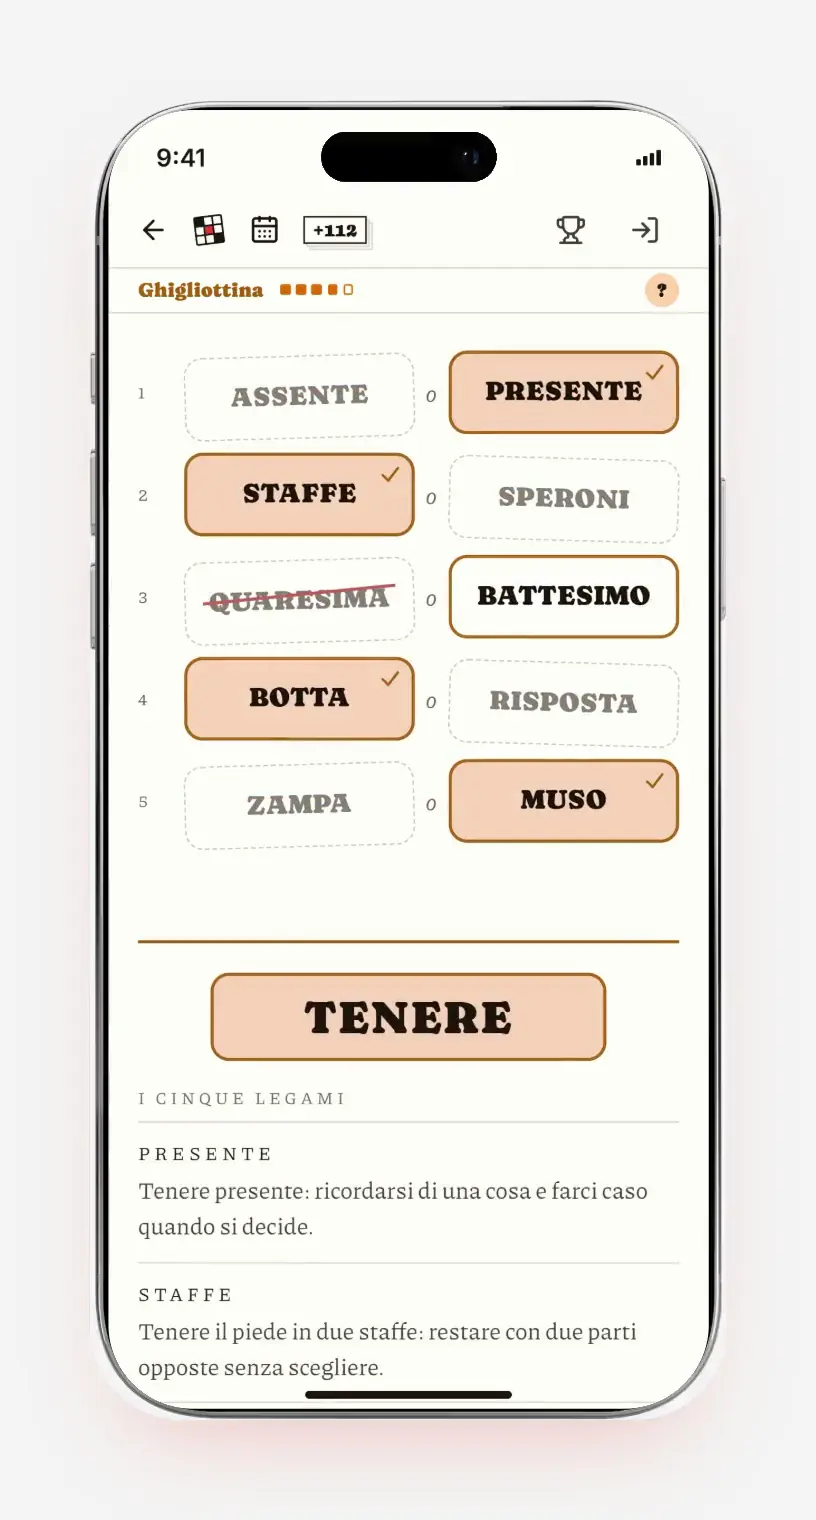 9:41
+112
Ghigliottina ?
1 ASSENTE o PRESENTE
2 STAFFE o SPERONI
3 QUARESIMA o BATTESIMO
4 BOTTA o RISPOSTA
5 ZAMPA o MUSO
TENERE
I CINQUE LEGAMI
PRESENTE
Tenere presente: ricordarsi di una cosa e farci caso
quando si decide.
STAFFE
Tenere il piede in due staffe: restare con due parti
opposte senza scegliere.